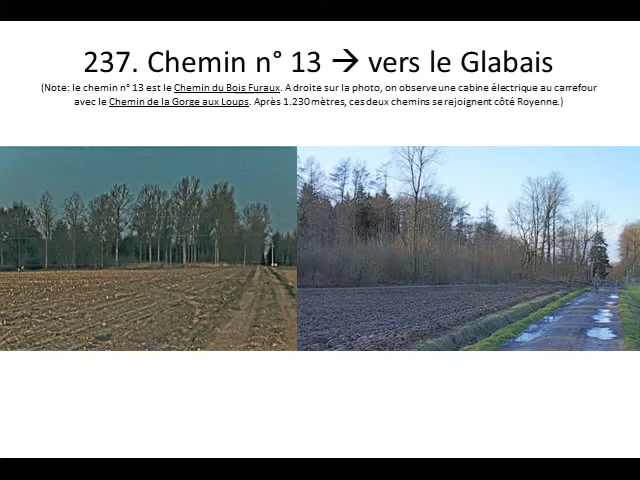 237. Chemin n° 13 → vers le Glabais
(Note: le chemin n° 13 est le Chemin du Bois Furaux. A droite sur la photo, on observe une cabine électrique au carrefour
avec le Chemin de la Gorge aux Loups. Après 1.230 mètres, ces deux chemins se rejoignent côté Royenne.)